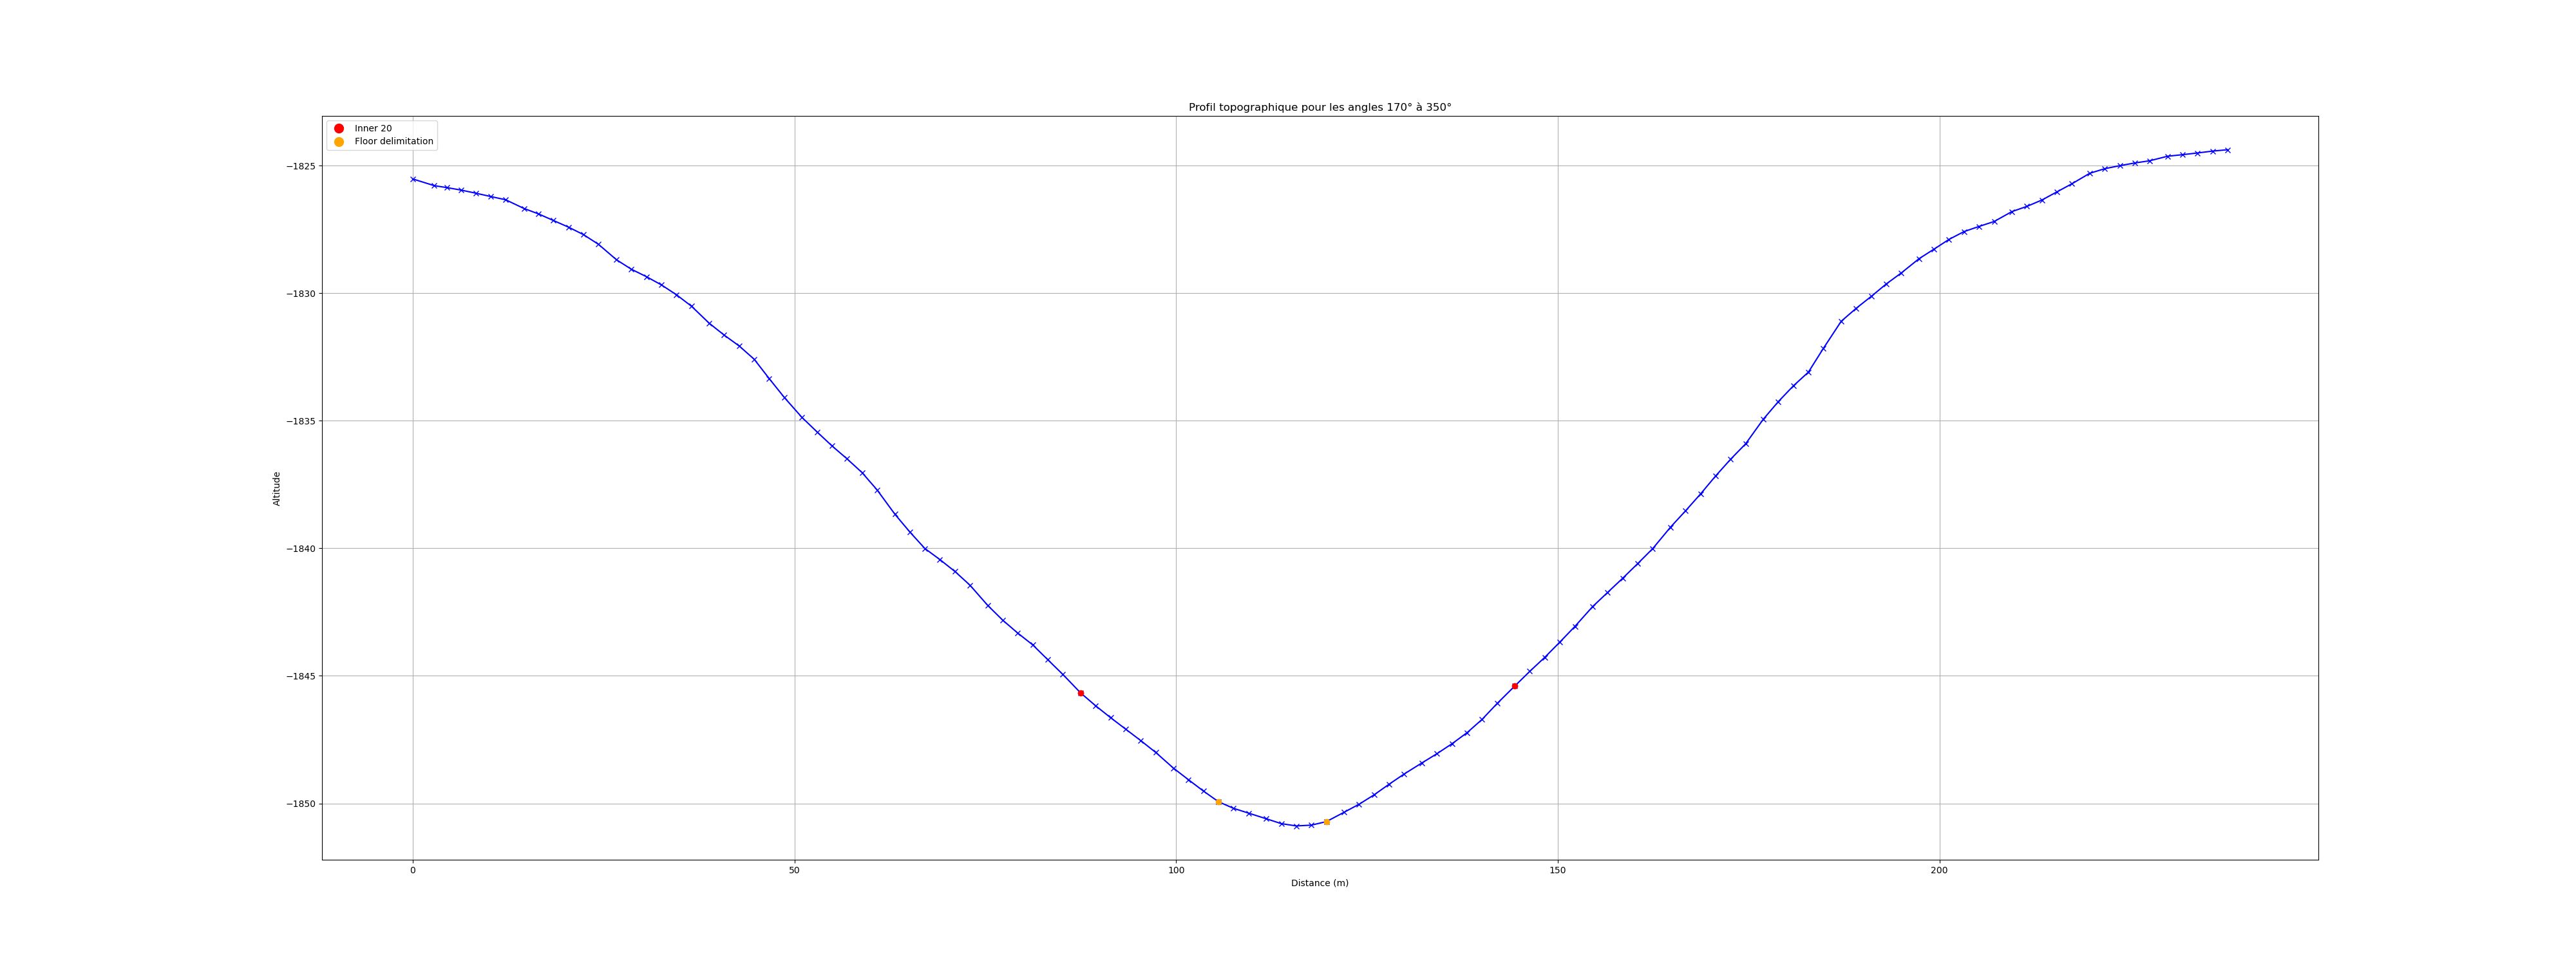 Profil topographique pour les angles 170° à 350°
Inner 20
Floor delimitation
−1825
−1830
−1835
−1840
−1845
−1850
Altitude
0
50
100
150
200
Distance (m)